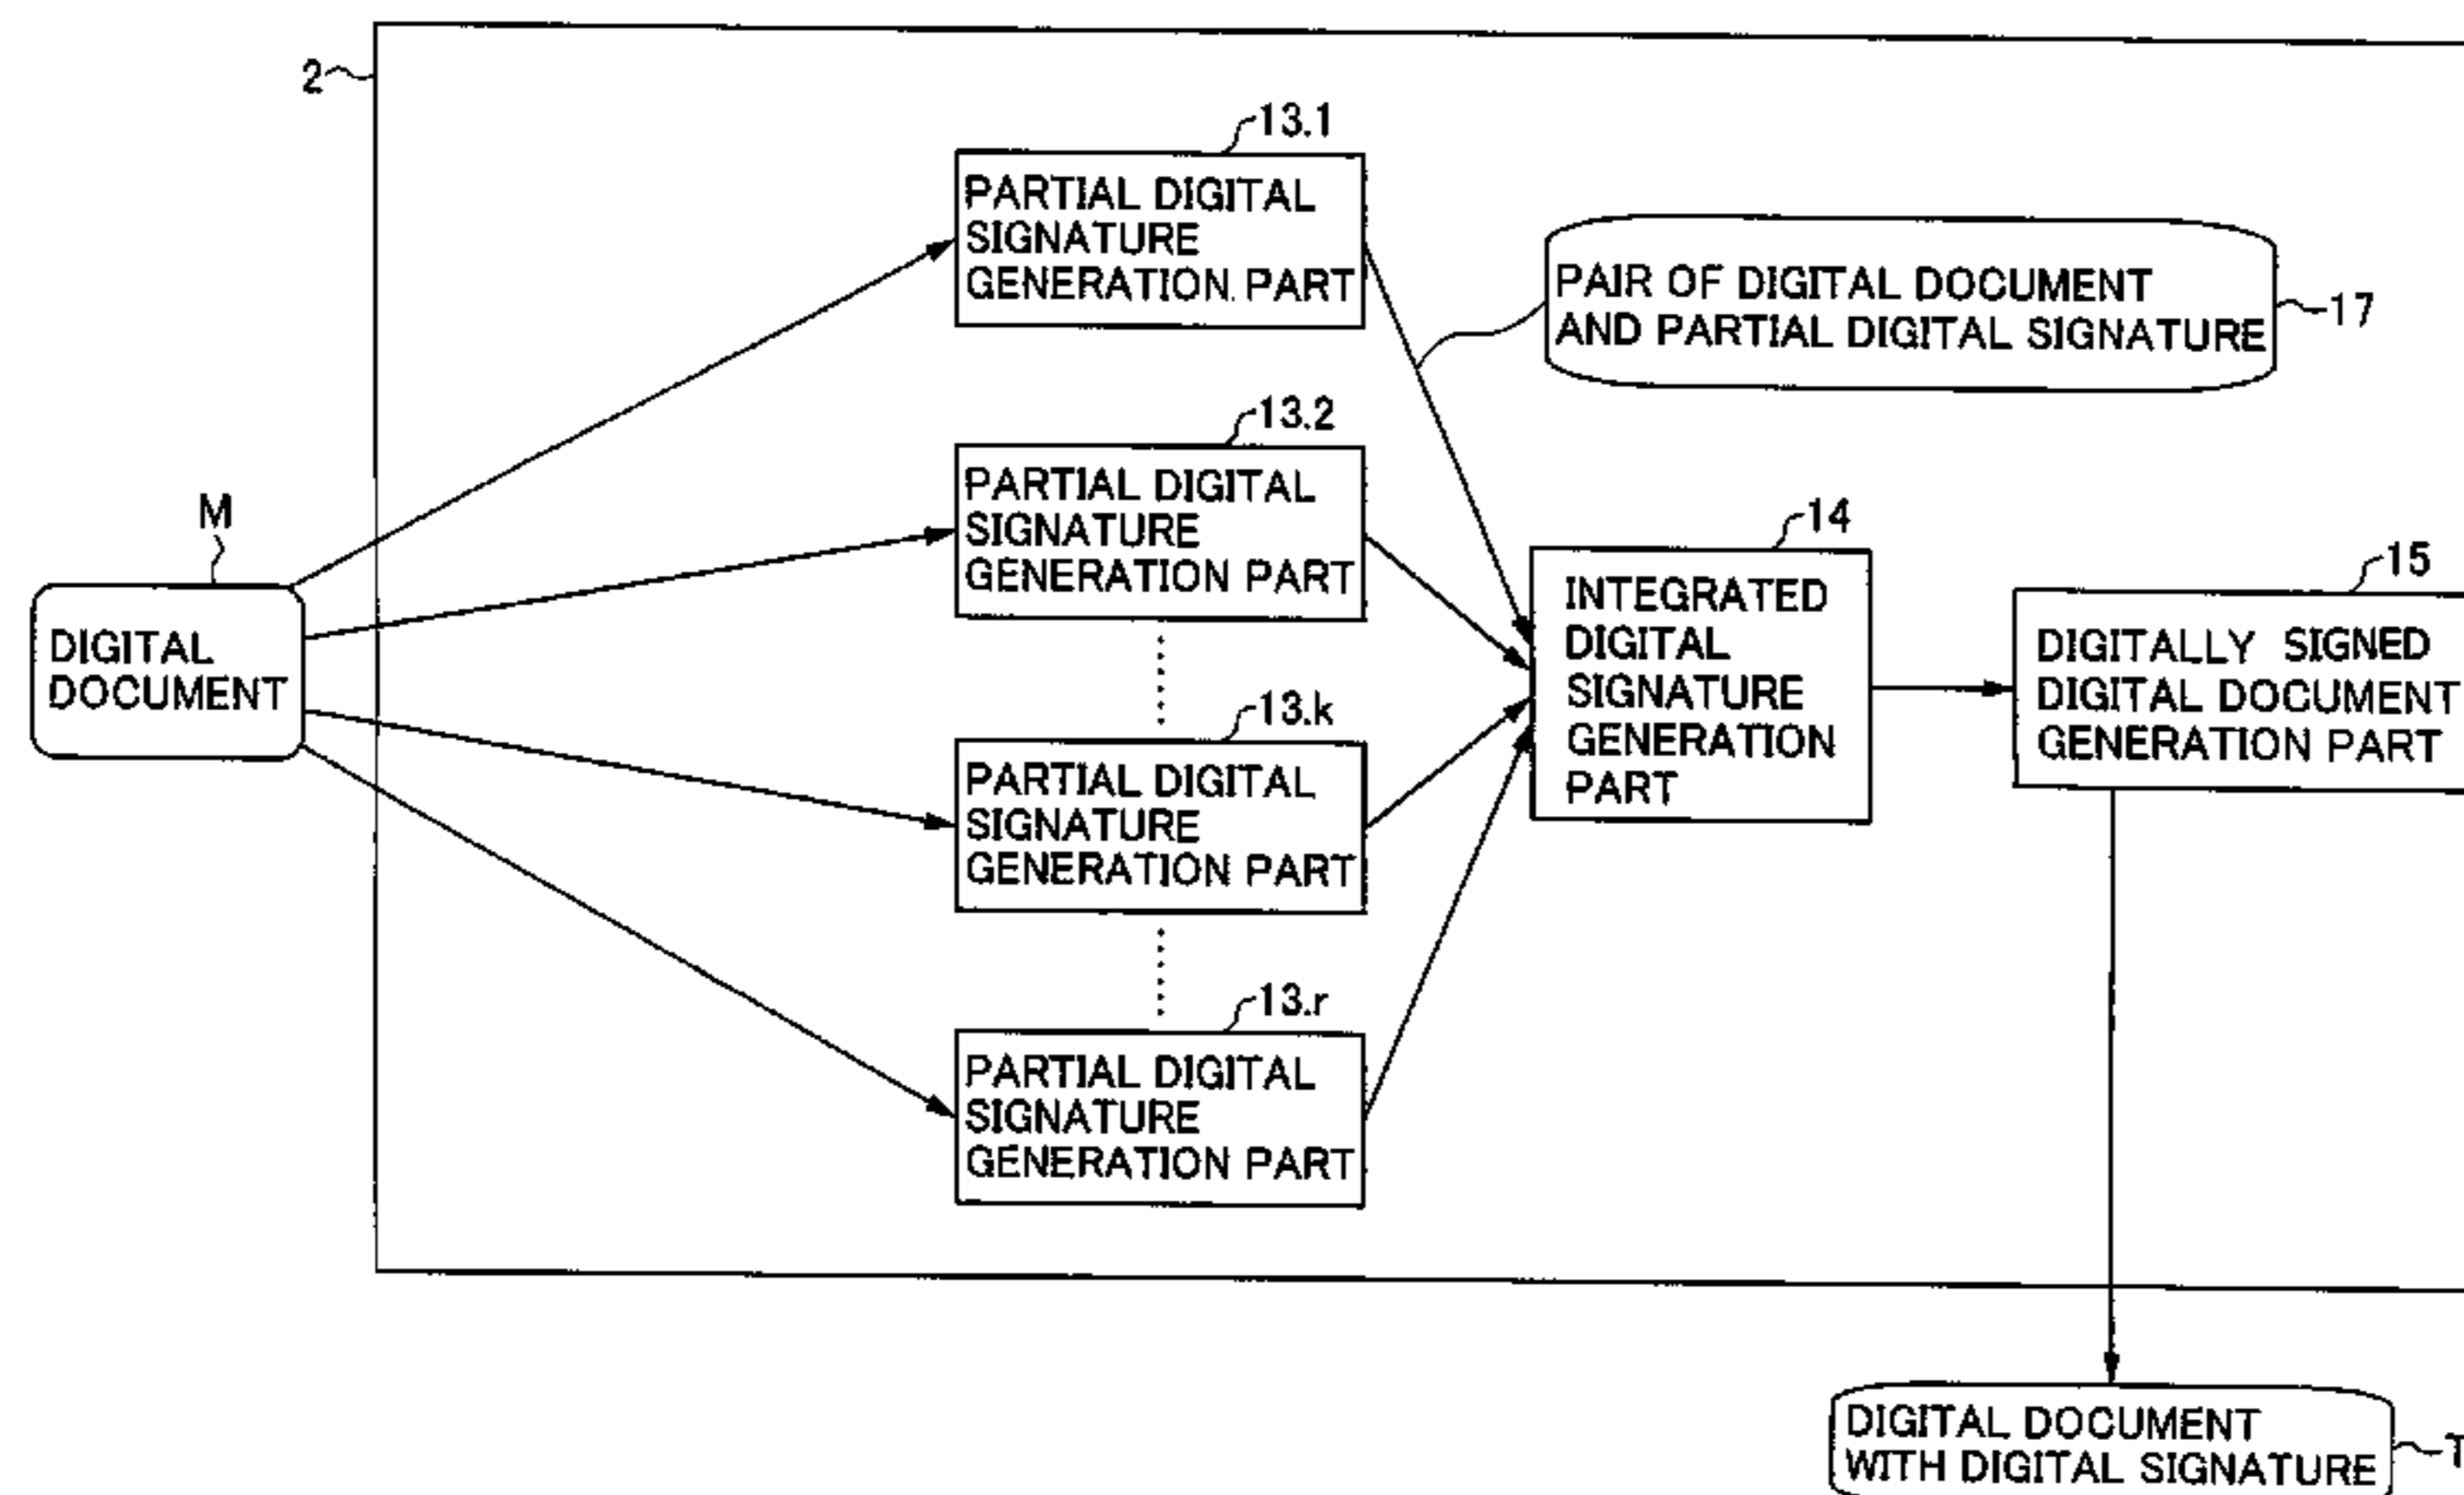 2
13.1
PARTIAL DIGITAL
SIGNATURE
GENERATION PART
PAIR OF DIGITAL DOCUMENT
AND PARTIAL DIGITAL SIGNATURE
17
13.2
PARTIAL DIGITAL
SIGNATURE
GENERATION PART
M
DIGITAL
DOCUMENT
14
INTEGRATED
DIGITAL
SIGNATURE
GENERATION
PART
15
DIGITALLY SIGNED
DIGITAL DOCUMENT
GENERATION PART
13.k
PARTIAL DIGITAL
SIGNATURE
GENERATION PART
13.r
PARTIAL DIGITAL
SIGNATURE
GENERATION PART
DIGITAL DOCUMENT
WITH DIGITAL SIGNATURE